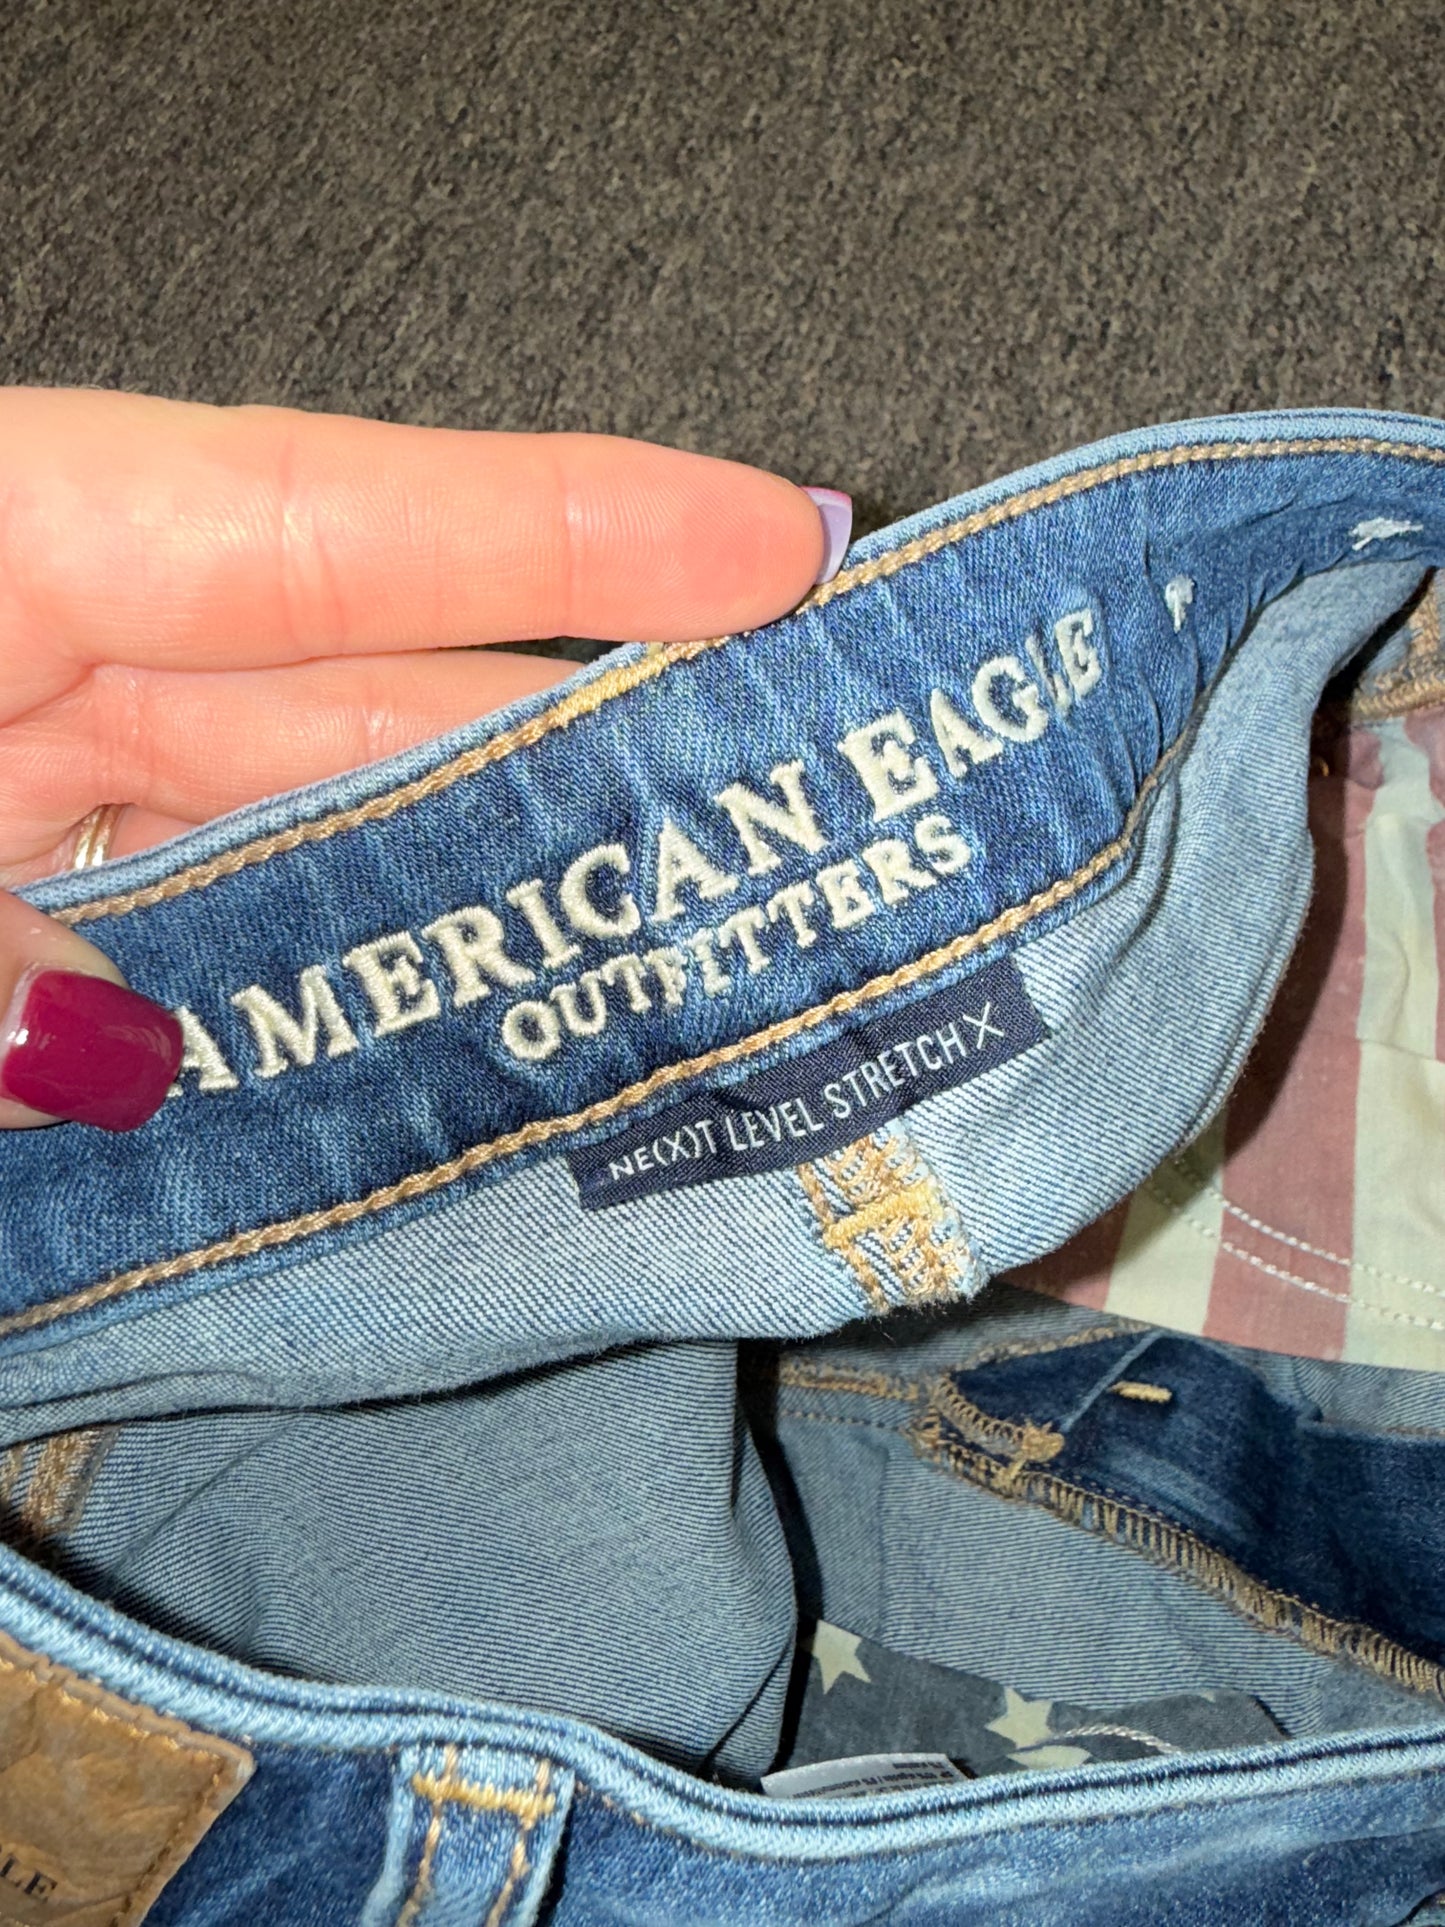 AMERICAN EAGLE
OUTFITTERS
NE(X)T LEVEL STRETCH X